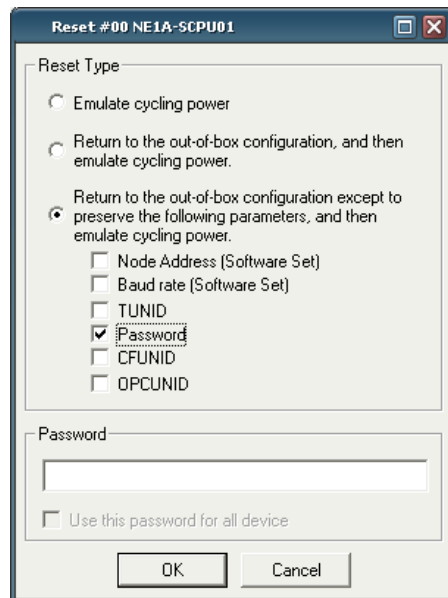 Reset #00 NE1A-SCPU01
Reset Type
Emulate cycling power
Return to the out-of-box configuration, and then
emulate cycling power.
Return to the out-of-box configuration except to
preserve the following parameters, and then
emulate cycling power.
Node Address (Software Set)
Baud rate (Software Set)
TUNID
Password
CFUNID
OPCUNID
Password
Use this password for all device
OK
Cancel